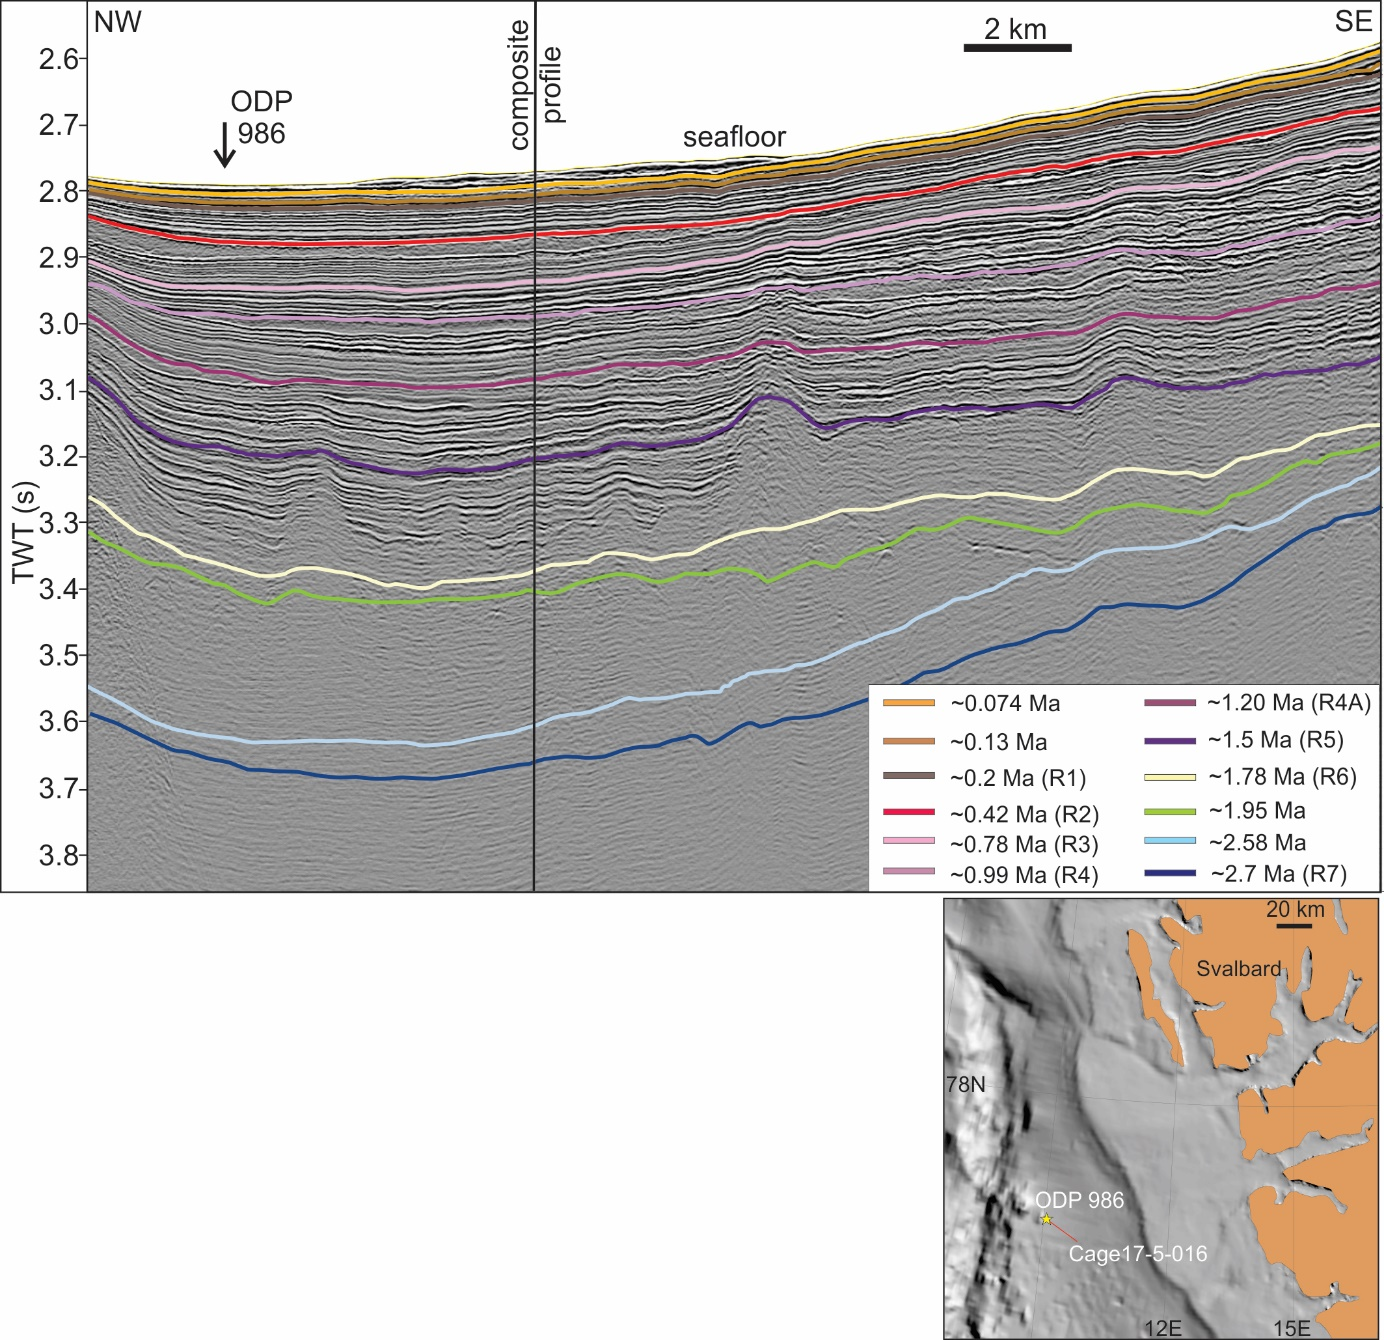 NW
SE
composite
profile
2 km
ODP
986
seafloor
TWT (s)
2.6
2.7
2.8
2.9
3.0
3.1
3.2
3.3
3.4
3.5
3.6
3.7
3.8
~0.074 Ma
~0.13 Ma
~0.2 Ma (R1)
~0.42 Ma (R2)
~0.78 Ma (R3)
~0.99 Ma (R4)
~1.20 Ma (R4A)
~1.5 Ma (R5)
~1.78 Ma (R6)
~1.95 Ma
~2.58 Ma
~2.7 Ma (R7)
20 km
Svalbard
78N
ODP 986
Cage17-5-016
12E
15E